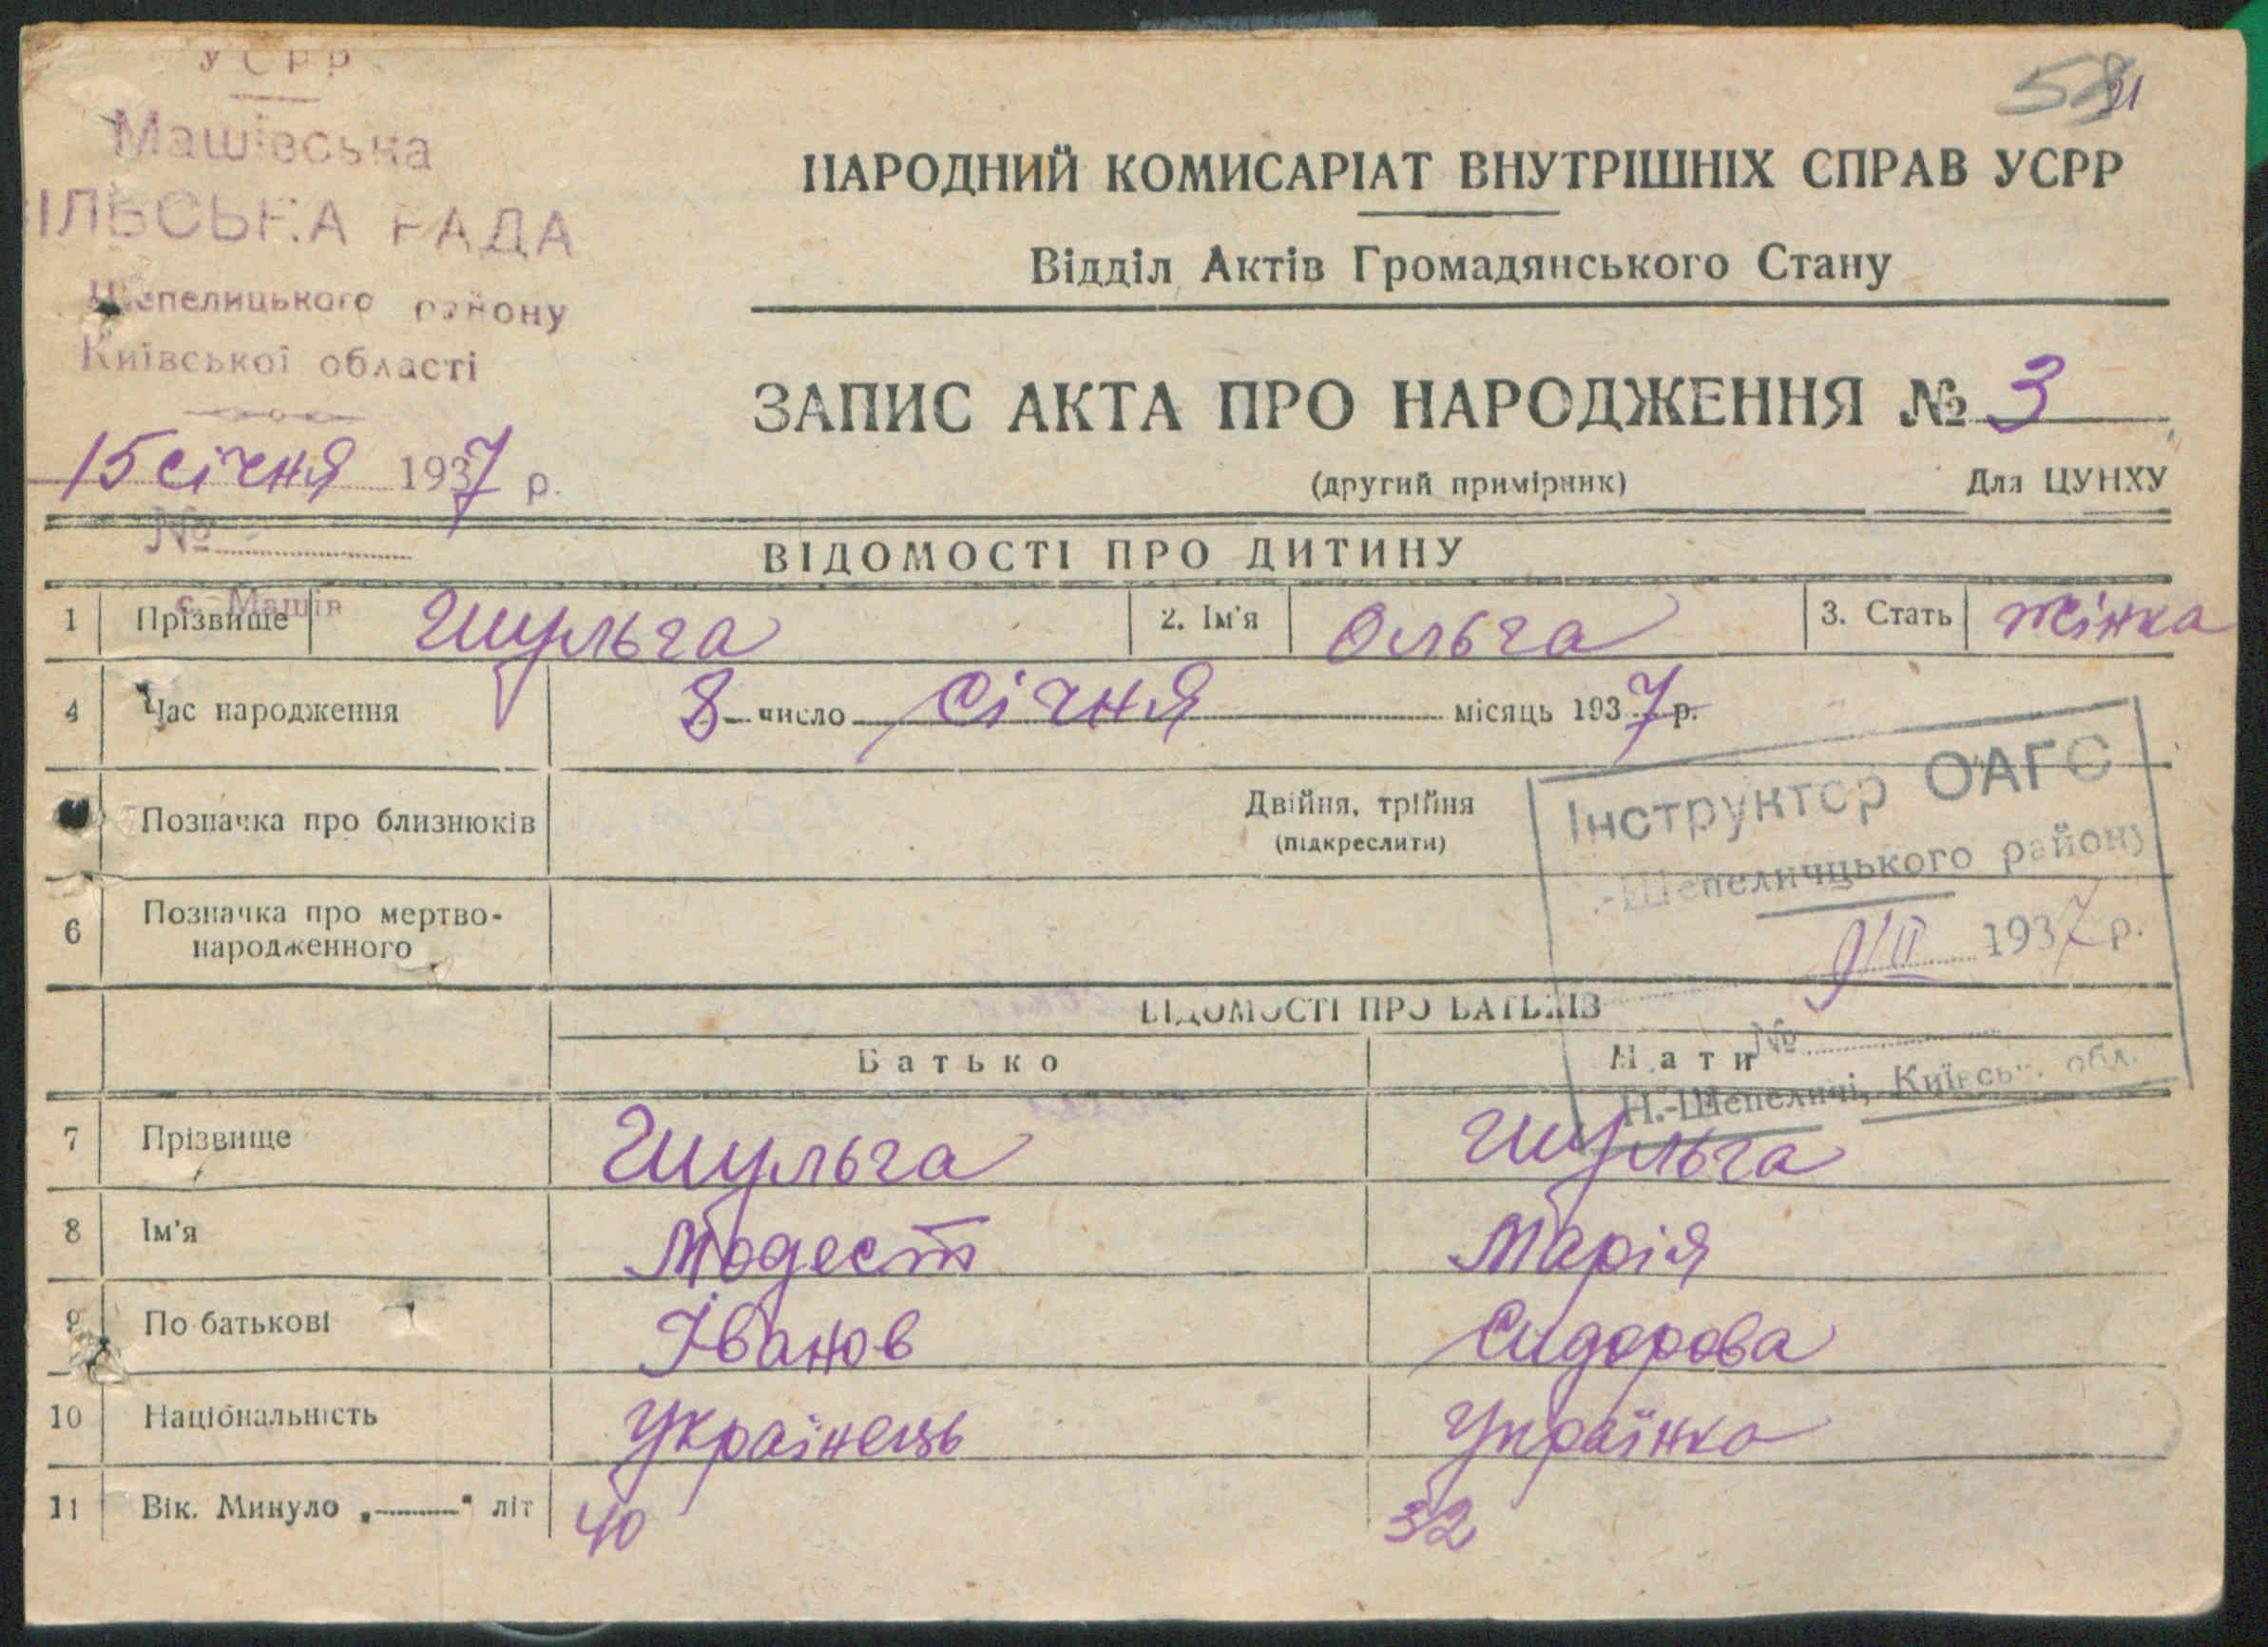 УСРР
Машівська
ІЛЬСЬКА РАДА
Шепелицького району
Київської області
15 січня 1937 р.
№
с. Машів
31
НАРОДНИЙ КОМИСАРІАТ ВНУТРІШНІХ СПРАВ УСРР
Відділ Актів Громадянського Стану
ЗАПИС АКТА ПРО НАРОДЖЕННЯ № 3
(другий примірник) Для ЦУНХУ
ВІДОМОСТІ ПРО ДИТИНУ
1 Прізвище Шульга 2. Ім'я Ольга 3. Стать жінка
4 Час народження 8 число січня місяць 1937 р.
Позначка про близнюків Двійня, трійня
(підкреслити)
6 Позначка про мертво-
народженного
Інструктор ОАГС
.-Шепеличцького району
9/II 1937 р.
№
Н.-Шепеличі, Київськ. обл.
ВІДОМОСТІ ПРО БАТЬКІВ
Батько Мати
7 Прізвище Шульга Шульга
8 Ім'я Модест Марія
9 По батькові Іванов Сидорова
10 Національність Українець Українка
11 Вік. Минуло „ “ літ 40 32